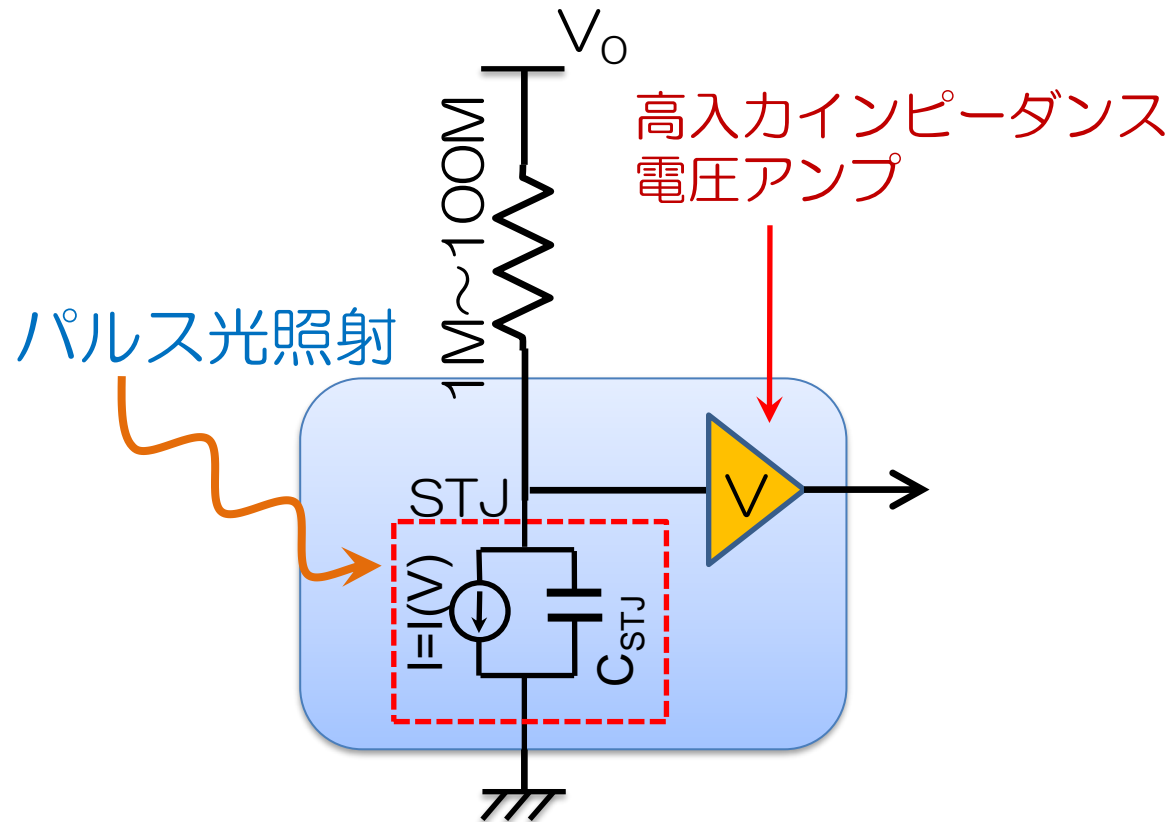 V₀
高入力インピーダンス
電圧アンプ
1M～100M
パルス光照射
STJ
V
I=I(V)
C_STJ